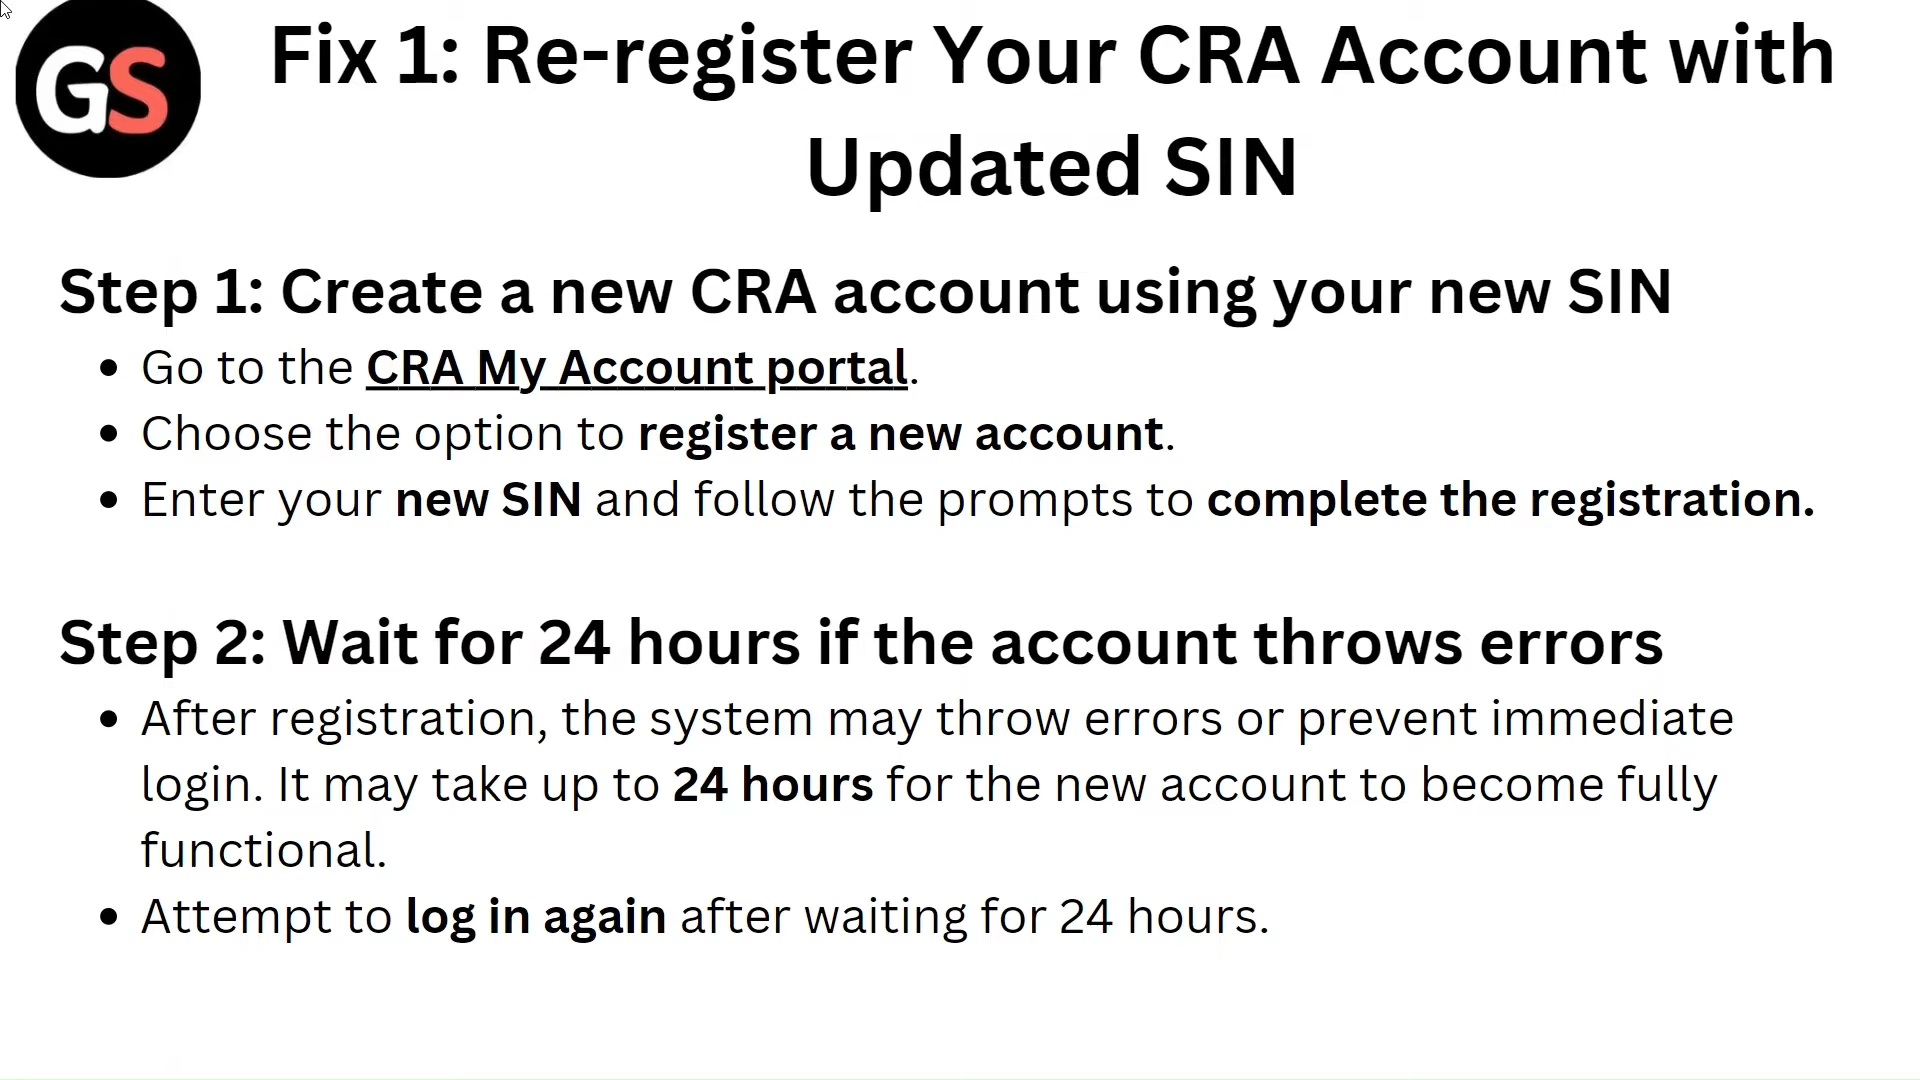 GS
Fix 1: Re-register Your CRA Account with
Updated SIN
Step 1: Create a new CRA account using your new SIN
• Go to the CRA My Account portal.
• Choose the option to register a new account.
• Enter your new SIN and follow the prompts to complete the registration.
Step 2: Wait for 24 hours if the account throws errors
• After registration, the system may throw errors or prevent immediate
login. It may take up to 24 hours for the new account to become fully
functional.
• Attempt to log in again after waiting for 24 hours.